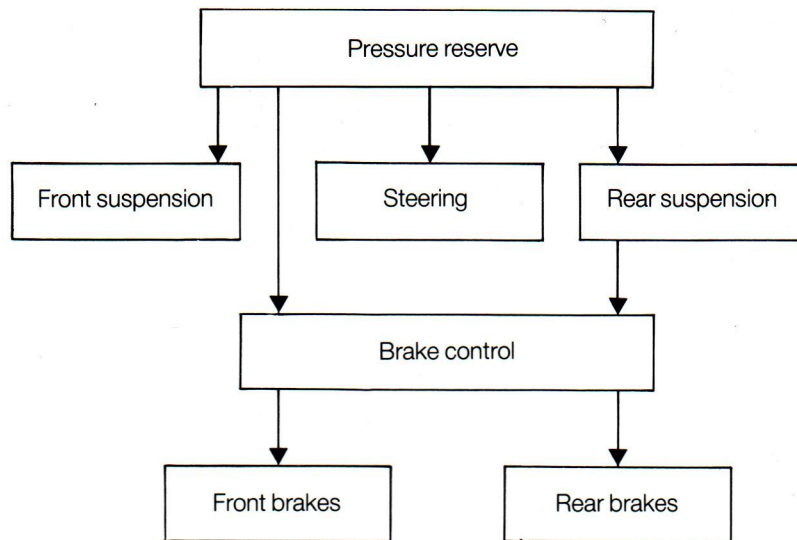 Pressure reserve
Front suspension
Steering
Rear suspension
Brake control
Front brakes
Rear brakes